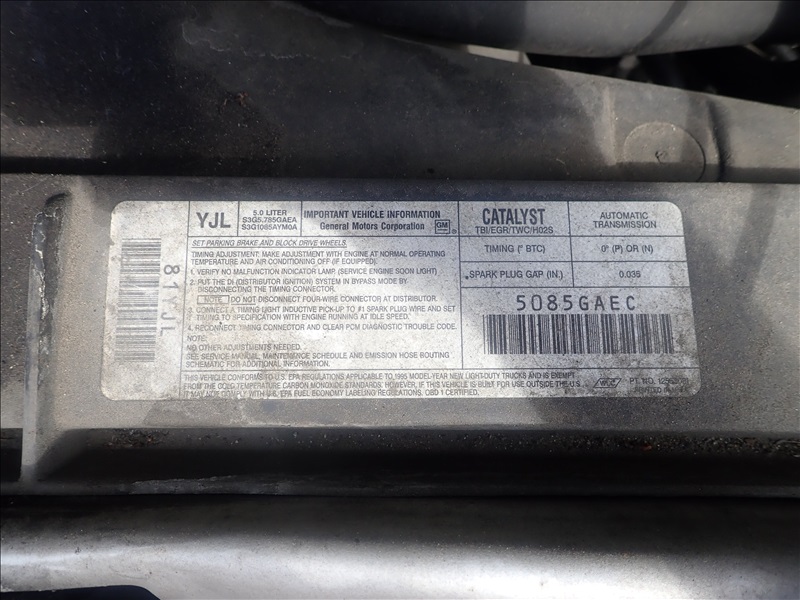 81YJL
YJL
5.0 LITER
S3G5.785GAEA
S3G1085AYM0A
IMPORTANT VEHICLE INFORMATION
General Motors Corporation
GM
CATALYST
TBI/EGR/TWC/HO2S
AUTOMATIC
TRANSMISSION
TIMING (° BTC)
0° (P) OR (N)
SPARK PLUG GAP (IN.)
0.035
5085GAEC
SET PARKING BRAKE AND BLOCK DRIVE WHEELS.
TIMING ADJUSTMENT: MAKE ADJUSTMENT WITH ENGINE AT NORMAL OPERATING
TEMPERATURE AND AIR CONDITIONING OFF (IF EQUIPPED).
1. VERIFY NO MALFUNCTION INDICATOR LAMP. (SERVICE ENGINE SOON LIGHT)
2. PUT THE DI (DISTRIBUTOR IGNITION) SYSTEM IN BYPASS MODE BY
DISCONNECTING THE TIMING CONNECTOR.
NOTE DO NOT DISCONNECT FOUR-WIRE CONNECTOR AT DISTRIBUTOR.
3. CONNECT A TIMING LIGHT INDUCTIVE PICK-UP TO #1 SPARK PLUG WIRE AND SET
TIMING TO SPECIFICATION WITH ENGINE RUNNING AT IDLE SPEED.
4. RECONNECT TIMING CONNECTOR AND CLEAR PCM DIAGNOSTIC TROUBLE CODE.
NOTE:
NO OTHER ADJUSTMENTS NEEDED.
SEE SERVICE MANUAL, MAINTENANCE SCHEDULE AND EMISSION HOSE ROUTING
SCHEMATIC FOR ADDITIONAL INFORMATION.
THIS VEHICLE CONFORMS TO U.S. EPA REGULATIONS APPLICABLE TO 1995 MODEL-YEAR NEW LIGHT-DUTY TRUCKS AND IS EXEMPT
FROM THE COLD TEMPERATURE CARBON MONOXIDE STANDARDS. HOWEVER, IF THIS VEHICLE IS BUILT FOR USE OUTSIDE THE U.S.
IT MAY NOT COMPLY WITH U.S. EPA FUEL ECONOMY LABELING REGULATIONS. OBD 1 CERTIFIED.
PT. NO.
PRINTED